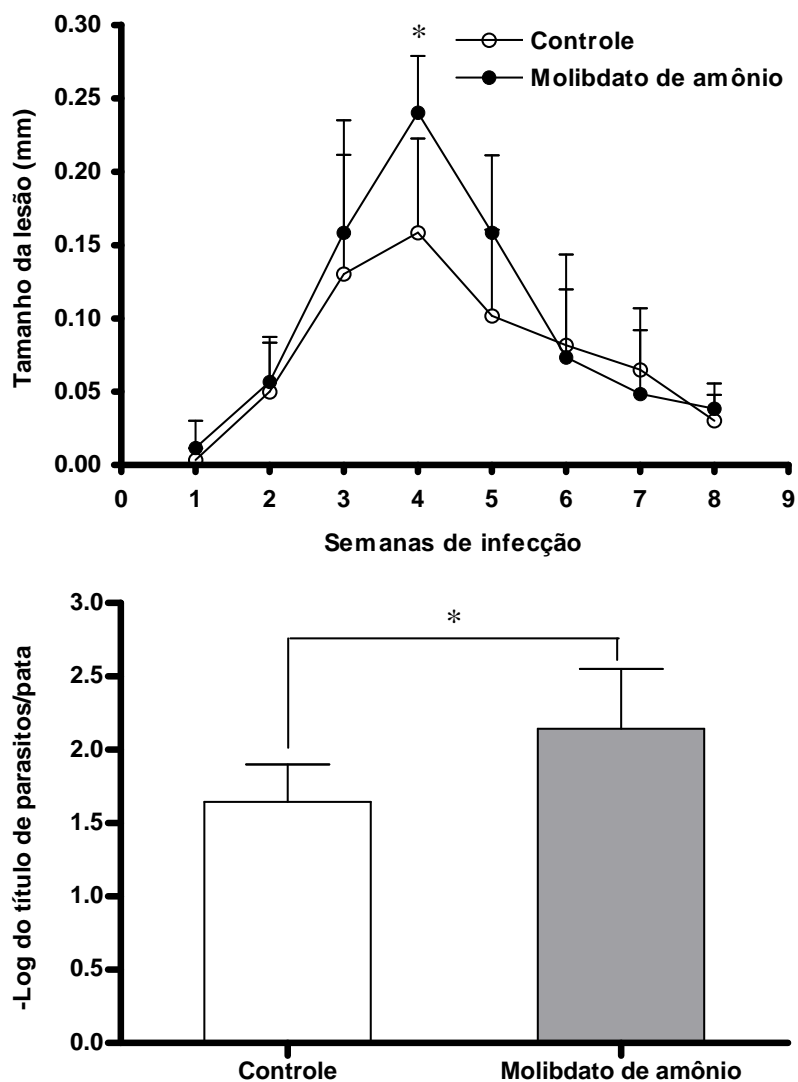 0.30
0.25
0.20
0.15
0.10
0.05
0.00
Tamanho da lesão (mm)
*
Controle
Molibdato de amônio
0 1 2 3 4 5 6 7 8 9
Semanas de infecção
3.0
2.5
2.0
1.5
1.0
0.5
0.0
-Log do título de parasitos/pata
*
Controle Molibdato de amônio